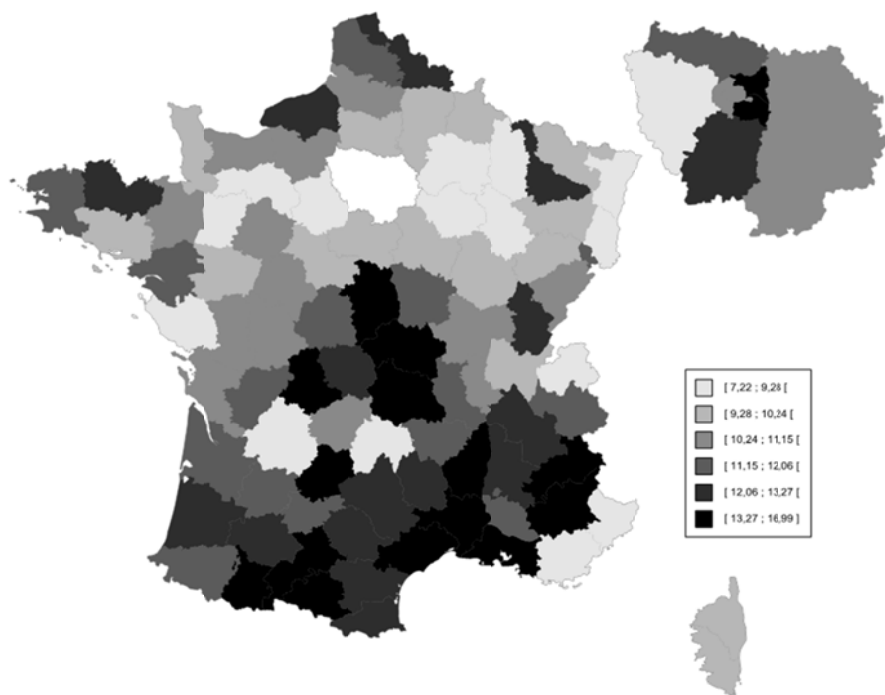 [ 7,22 ; 9,28 [
[ 9,28 ; 10,24 [
[ 10,24 ; 11,15 [
[ 11,15 ; 12,06 [
[ 12,06 ; 13,27 [
[ 13,27 ; 16,99 ]